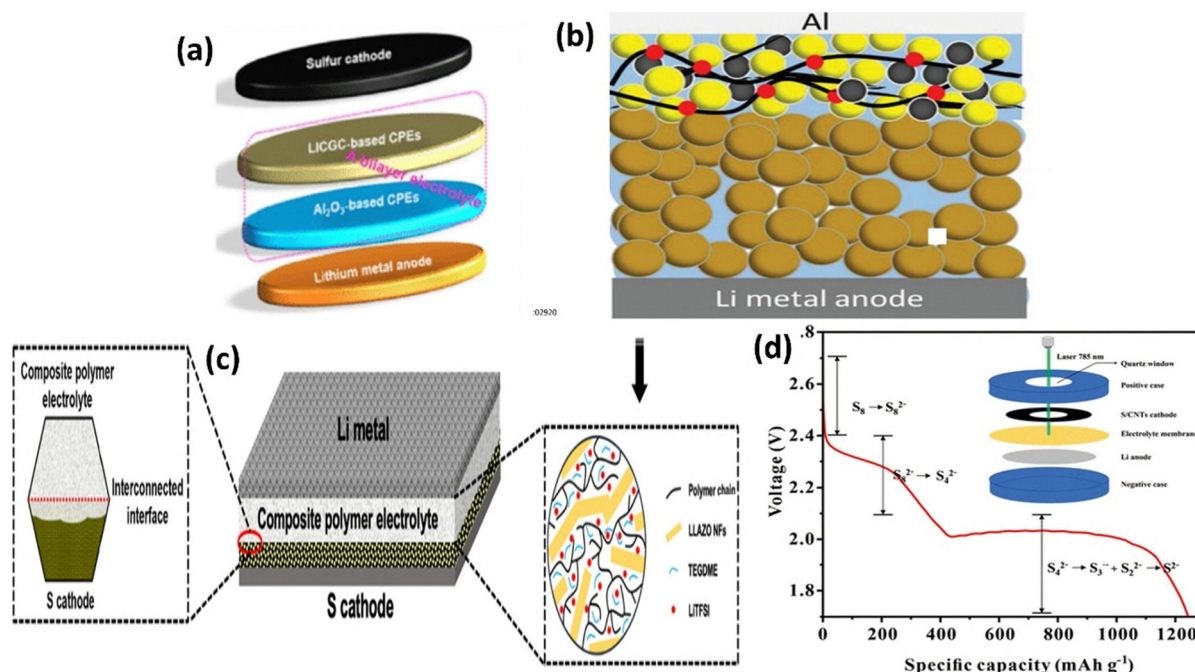 (a)
Sulfur cathode
LICGC-based CPEs
A bilayer electrolyte
Al₂O₃-based CPEs
Lithium metal anode
:02920
(b)
Al
Li metal anode
(c)
Composite polymer
electrolyte
Interconnected
interface
S cathode
Li metal
Composite polymer electrolyte
S cathode
Polymer chain
LLAZO NFs
TEGDME
LiTFSI
(d)
Voltage (V)
2.8
2.6
2.4
2.2
2.0
1.8
S₈ → S₈²⁻
S₈²⁻ → S₄²⁻
S₄²⁻ → S₃·⁻ + S₂²⁻ → S²⁻
Laser 785 nm
Quartz window
Positive case
S/CNTs cathode
Electrolyte membrane
Li anode
Negative case
0 200 400 600 800 1000 1200
Specific capacity (mAh g⁻¹)